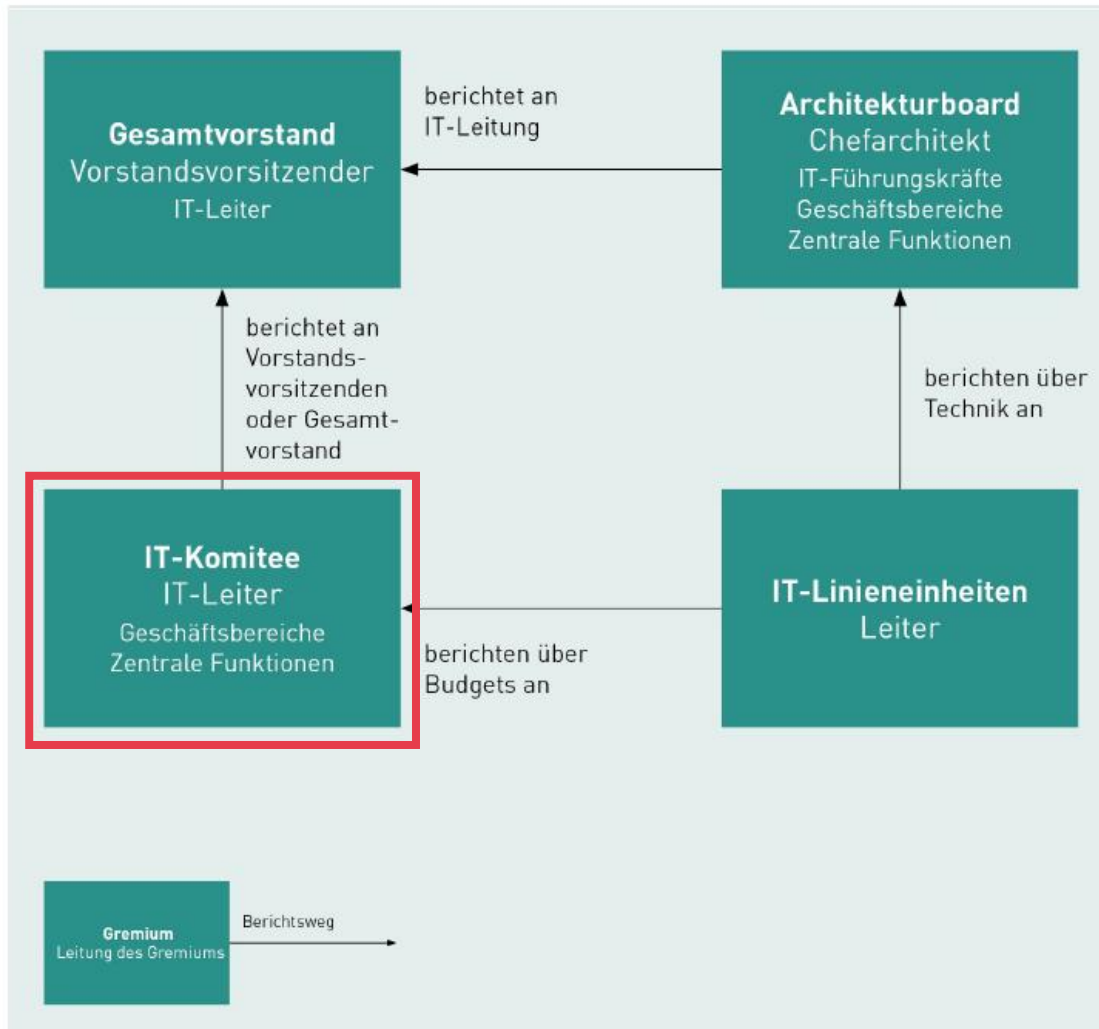 Gesamtvorstand
Vorstandsvorsitzender
IT-Leiter
berichtet an
IT-Leitung
Architekturboard
Chefarchitekt
IT-Führungskräfte
Geschäftsbereiche
Zentrale Funktionen
berichtet an
Vorstands-
vorsitzenden
oder Gesamt-
vorstand
berichten über
Technik an
IT-Komitee
IT-Leiter
Geschäftsbereiche
Zentrale Funktionen
berichten über
Budgets an
IT-Linieneinheiten
Leiter
Gremium
Leitung des Gremiums
Berichtsweg